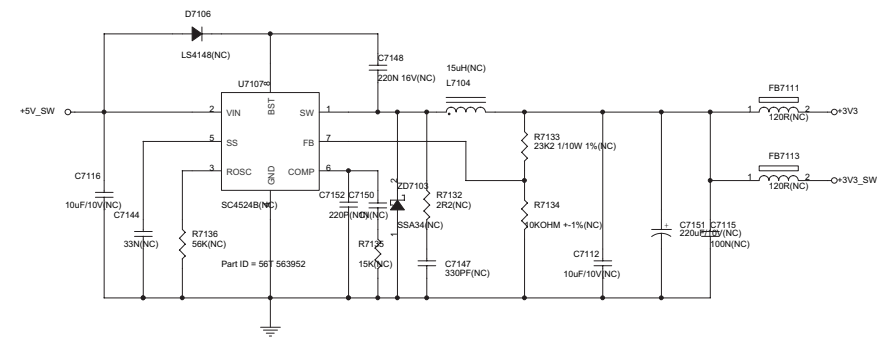 D7106
LS4148(NC)
C7148
220N 16V(NC)
15uH(NC)
L7104
U7107
FB7111
+5V_SW
2
VIN
BST
8
SW
1
1
2
+3V3
120R(NC)
5
SS
FB
7
R7133
23K2 1/10W 1%(NC)
FB7113
3
ROSC
GND
COMP
6
1
2
+3V3_SW
120R(NC)
C7116
10uF/10V(NC)
SC4524B(NC)
C7152
220P(NC)
C7150
ZD7103
2
1
SSA34(NC)
R7132
2R2(NC)
R7134
10KOHM +-1%(NC)
C7144
33N(NC)
R7136
56K(NC)
R7135
15K(NC)
C7151
C7115
100N(NC)
Part ID = 56T 563952
C7147
330PF(NC)
C7112
10uF/10V(NC)
+